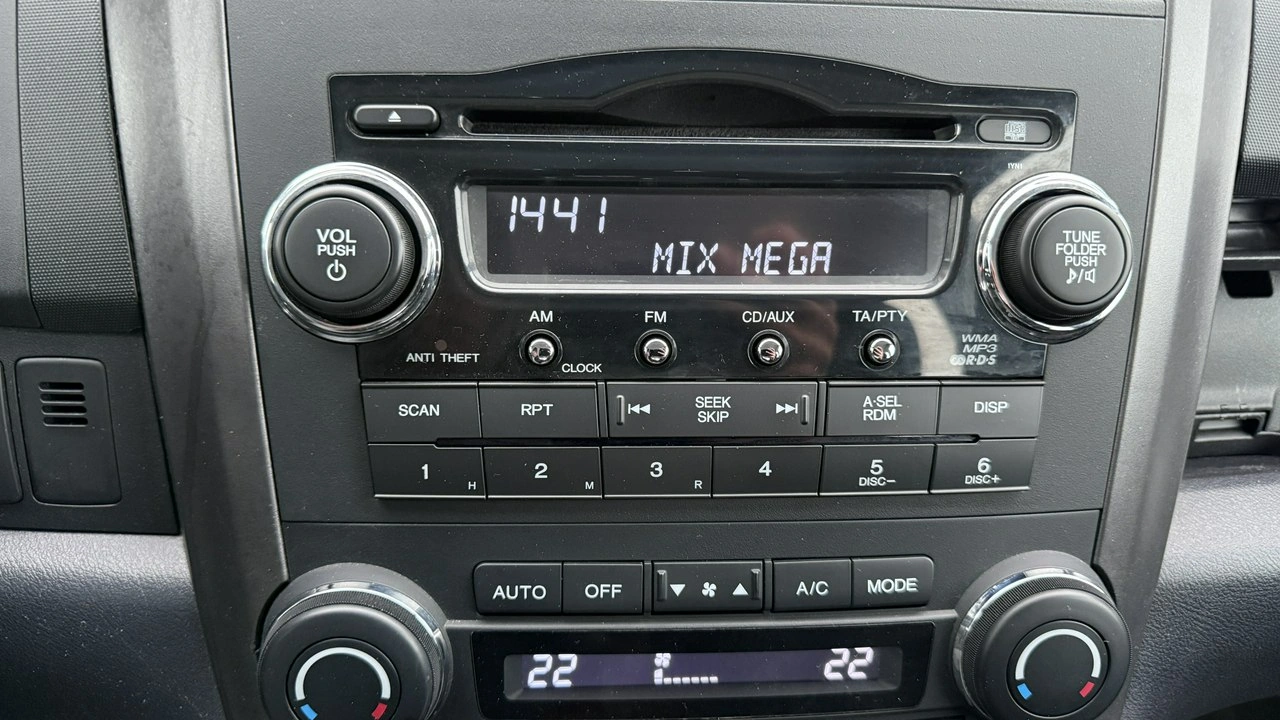 1441
MIX MEGA
VOL
PUSH
TUNE
FOLDER
PUSH
AM
FM
CD/AUX
TA/PTY
ANTI THEFT
CLOCK
WMA
MP3
R·D·S
SCAN
RPT
SEEK
SKIP
A·SEL
RDM
DISP
1 H
2 M
3 R
4
5
DISC−
6
DISC+
AUTO
OFF
A/C
MODE
22
22